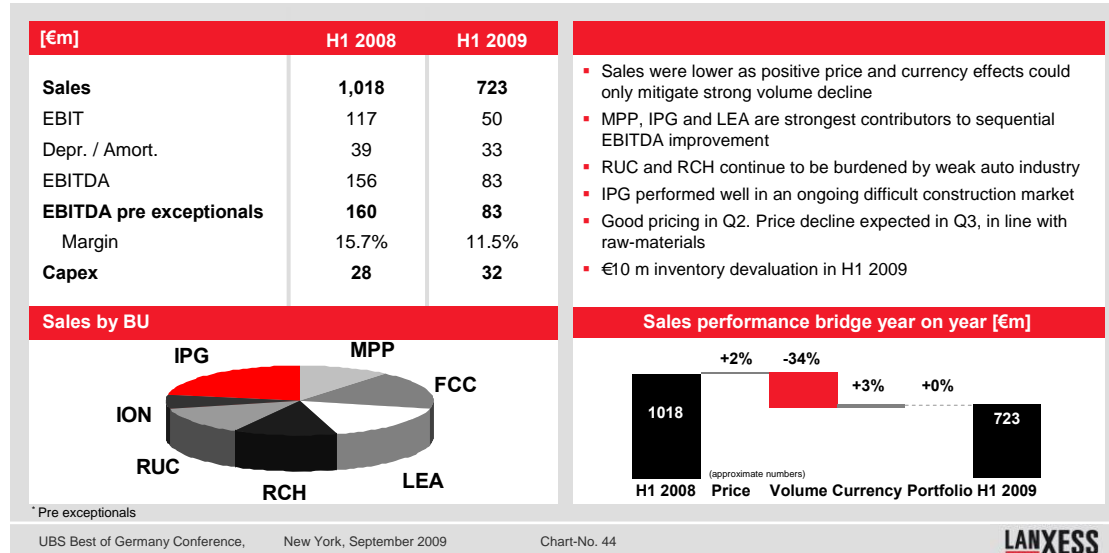 [€m] H1 2008 H1 2009
Sales 1,018 723
EBIT 117 50
Depr. / Amort. 39 33
EBITDA 156 83
EBITDA pre exceptionals 160 83
Margin 15.7% 11.5%
Capex 28 32
▪ Sales were lower as positive price and currency effects could
only mitigate strong volume decline
▪ MPP, IPG and LEA are strongest contributors to sequential
EBITDA improvement
▪ RUC and RCH continue to be burdened by weak auto industry
▪ IPG performed well in an ongoing difficult construction market
▪ Good pricing in Q2. Price decline expected in Q3, in line with
raw-materials
▪ €10 m inventory devaluation in H1 2009
Sales by BU
IPG MPP
FCC
ION
RUC
LEA
RCH
Sales performance bridge year on year [€m]
+2% -34%
+3% +0%
1018 723
(approximate numbers)
H1 2008 Price Volume Currency Portfolio H1 2009
* Pre exceptionals
UBS Best of Germany Conference, New York, September 2009 Chart-No. 44
LANXESS